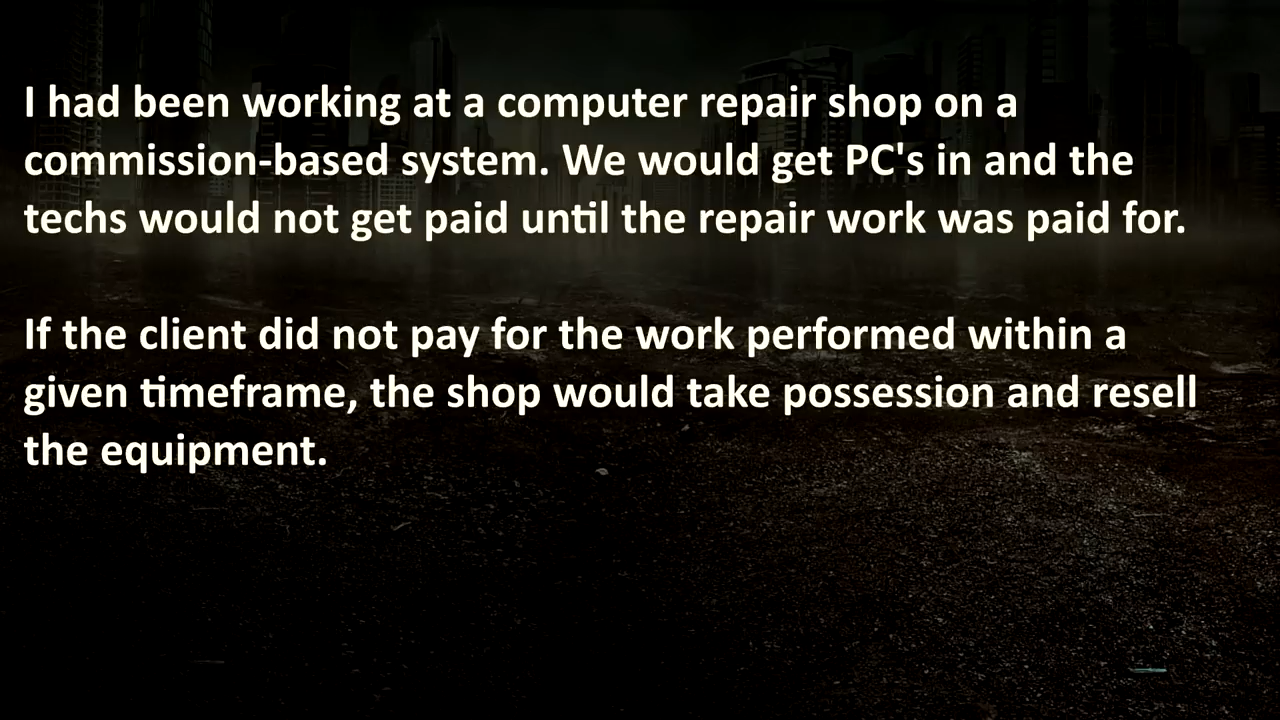 I had been working at a computer repair shop on a
commission-based system. We would get PC's in and the
techs would not get paid until the repair work was paid for.
If the client did not pay for the work performed within a
given timeframe, the shop would take possession and resell
the equipment.